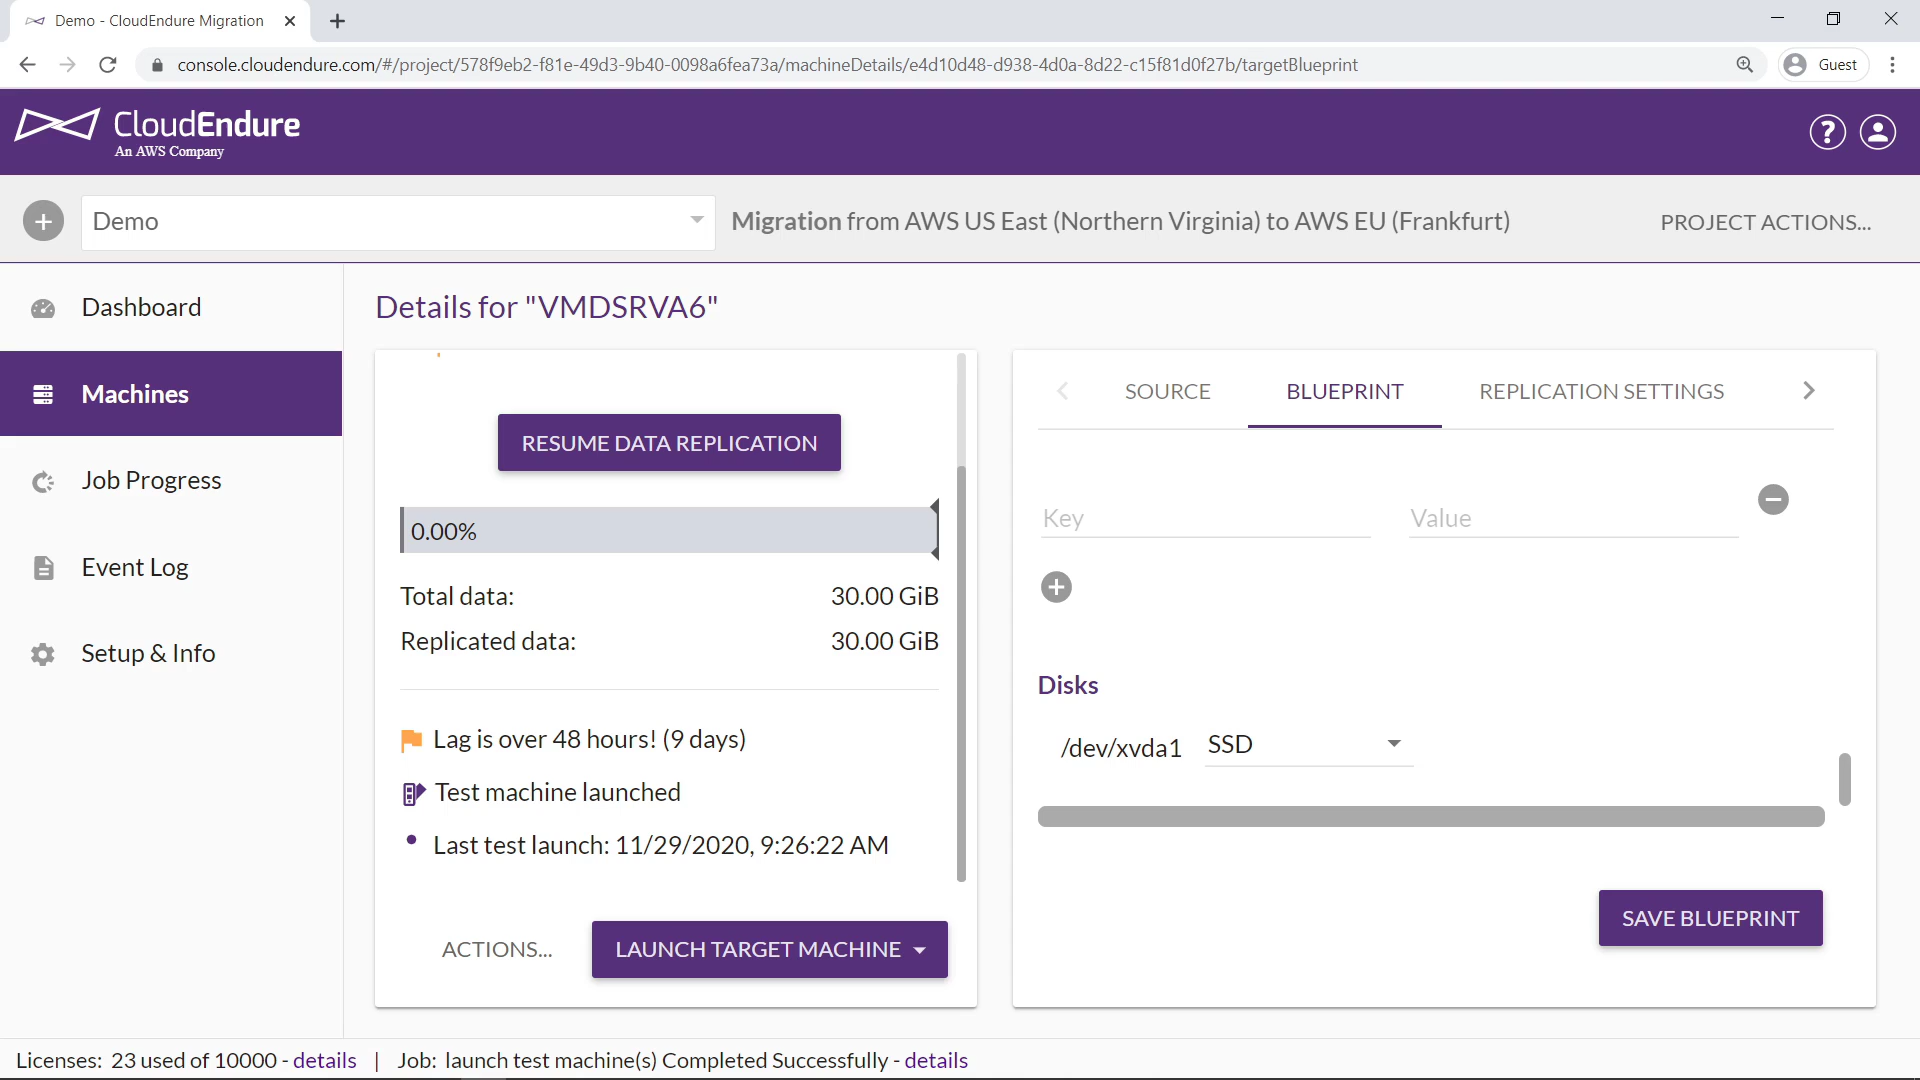 Demo - CloudEndure Migration
console.cloudendure.com/#/project/578f9eb2-f81e-49d3-9b40-0098a6fea73a/machineDetails/e4d10d48-d938-4d0a-8d22-c15f81d0f27b/targetBlueprint
Guest
CloudEndure
An AWS Company
Demo
Migration from AWS US East (Northern Virginia) to AWS EU (Frankfurt)
PROJECT ACTIONS...
Dashboard
Machines
Job Progress
Event Log
Setup & Info
Details for "VMDSRVA6"
RESUME DATA REPLICATION
0.00%
Total data: 30.00 GiB
Replicated data: 30.00 GiB
Lag is over 48 hours! (9 days)
Test machine launched
Last test launch: 11/29/2020, 9:26:22 AM
ACTIONS...
LAUNCH TARGET MACHINE
SOURCE
BLUEPRINT
REPLICATION SETTINGS
Key
Value
Disks
/dev/xvda1 SSD
SAVE BLUEPRINT
Licenses: 23 used of 10000 - details | Job: launch test machine(s) Completed Successfully - details